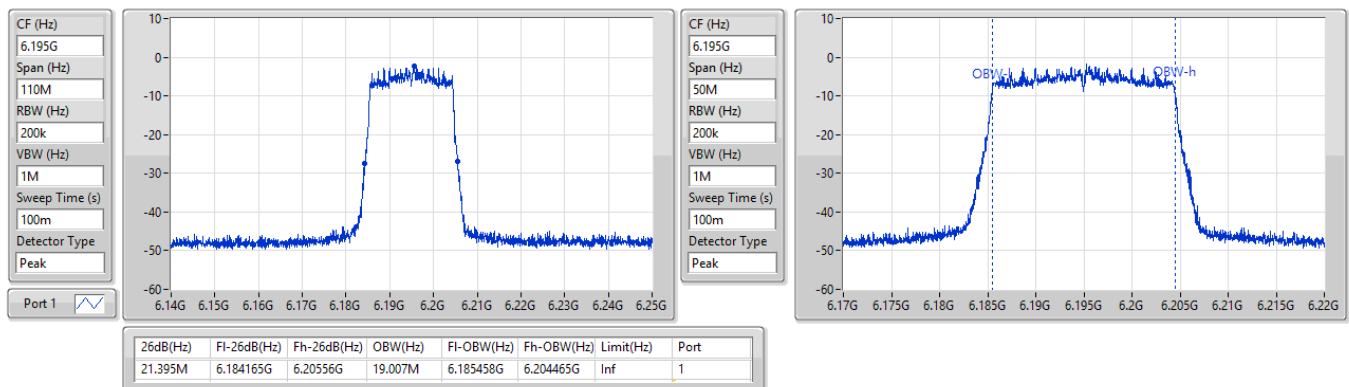 CF (Hz)
6.195G
Span (Hz)
110M
RBW (Hz)
200k
VBW (Hz)
1M
Sweep Time (s)
100m
Detector Type
Peak
Port 1
10
0
-10
-20
-30
-40
-50
-60
6.14G 6.15G 6.16G 6.17G 6.18G 6.19G 6.2G 6.21G 6.22G 6.23G 6.24G 6.25G
CF (Hz)
6.195G
Span (Hz)
50M
RBW (Hz)
200k
VBW (Hz)
1M
Sweep Time (s)
100m
Detector Type
Peak
10
0
-10
-20
-30
-40
-50
-60
OBW-l OBW-h
6.17G 6.175G 6.18G 6.185G 6.19G 6.195G 6.2G 6.205G 6.21G 6.215G 6.22G
26dB(Hz) Fl-26dB(Hz) Fh-26dB(Hz) OBW(Hz) Fl-OBW(Hz) Fh-OBW(Hz) Limit(Hz) Port
21.395M 6.184165G 6.20556G 19.007M 6.185458G 6.204465G Inf 1